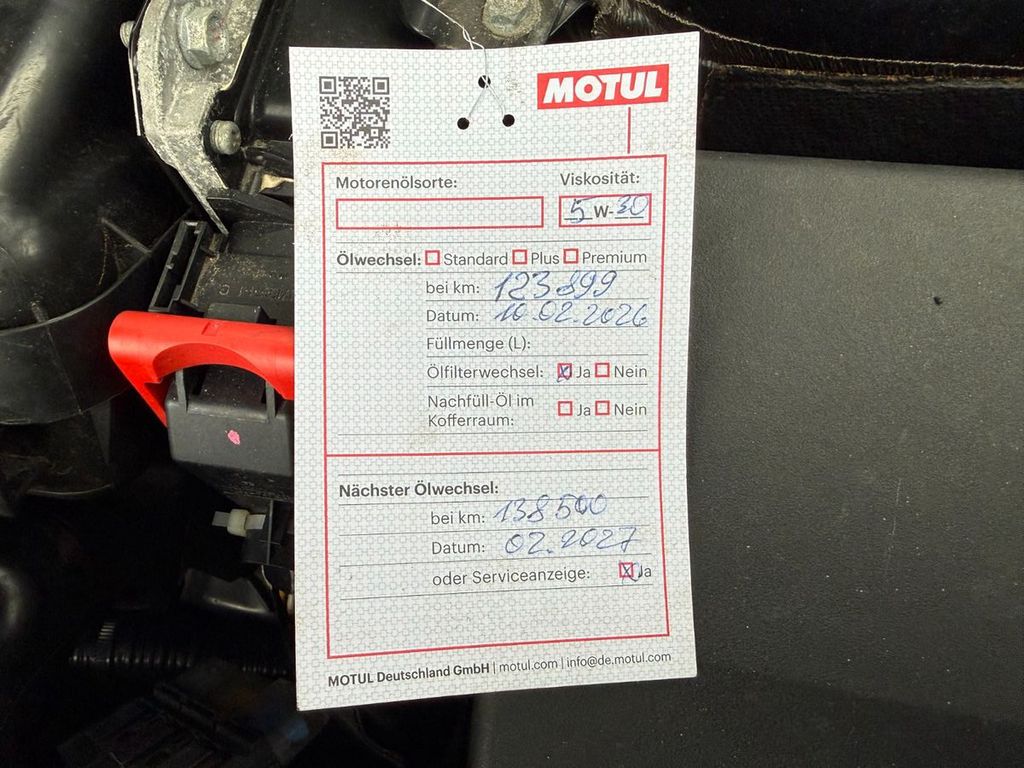 MOTUL
Motorenölsorte:
Viskosität:
5 W-30
Ölwechsel: Standard Plus Premium
bei km: 123899
Datum: 10.02.2026
Füllmenge (L):
Ölfilterwechsel: X Ja Nein
Nachfüll-Öl im
Kofferraum:
Ja Nein
Nächster Ölwechsel:
bei km: 138500
Datum: 02.2027
oder Serviceanzeige: X Ja
MOTUL Deutschland GmbH | motul.com | info@de.motul.com